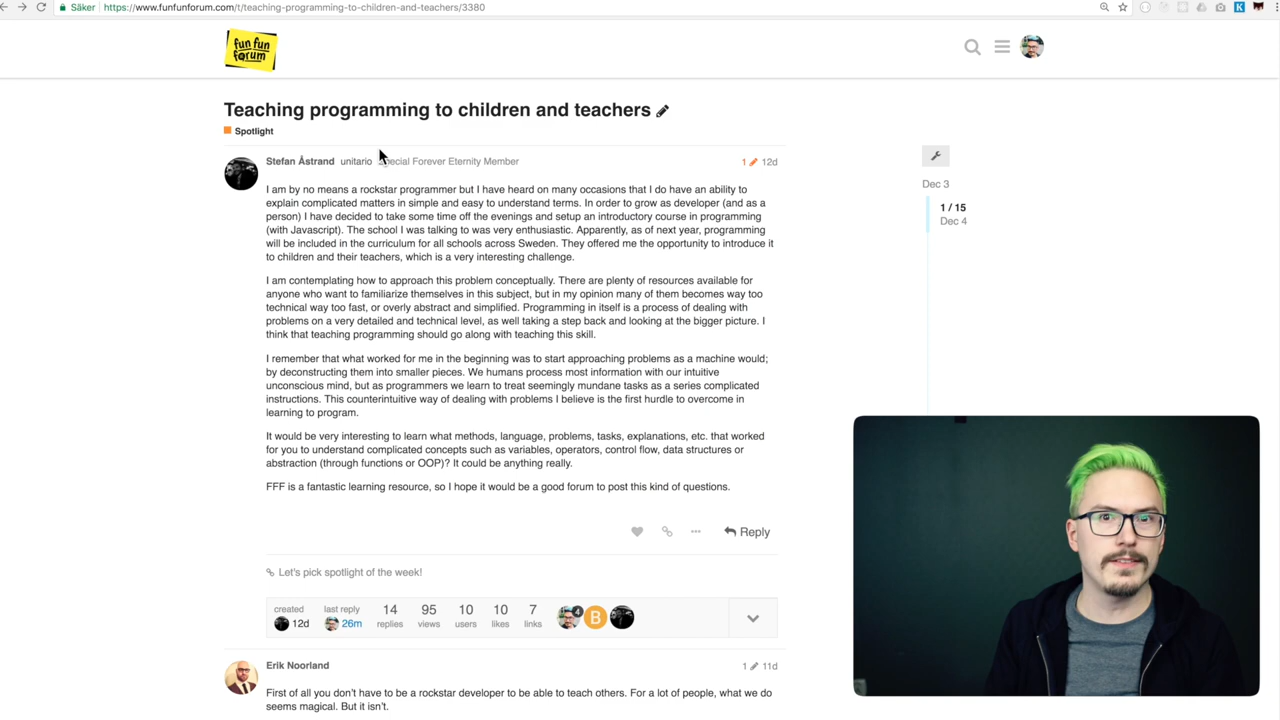 Säker
https://www.funfunforum.com/t/teaching-programming-to-children-and-teachers/3380
fun fun
forum
Teaching programming to children and teachers
Spotlight
Stefan Åstrand unitario Special Forever Eternity Member 1 12d
I am by no means a rockstar programmer but I have heard on many occasions that I do have an ability to
explain complicated matters in simple and easy to understand terms. In order to grow as developer (and as a
person) I have decided to take some time off the evenings and setup an introductory course in programming
(with Javascript). The school I was talking to was very enthusiastic. Apparently, as of next year, programming
will be included in the curriculum for all schools across Sweden. They offered me the opportunity to introduce it
to children and their teachers, which is a very interesting challenge.
I am contemplating how to approach this problem conceptually. There are plenty of resources available for
anyone who want to familiarize themselves in this subject, but in my opinion many of them becomes way too
technical way too fast, or overly abstract and simplified. Programming in itself is a process of dealing with
problems on a very detailed and technical level, as well taking a step back and looking at the bigger picture. I
think that teaching programming should go along with teaching this skill.
I remember that what worked for me in the beginning was to start approaching problems as a machine would;
by deconstructing them into smaller pieces. We humans process most information with our intuitive
unconscious mind, but as programmers we learn to treat seemingly mundane tasks as a series complicated
instructions. This counterintuitive way of dealing with problems I believe is the first hurdle to overcome in
learning to program.
It would be very interesting to learn what methods, language, problems, tasks, explanations, etc. that worked
for you to understand complicated concepts such as variables, operators, control flow, data structures or
abstraction (through functions or OOP)? It could be anything really.
FFF is a fantastic learning resource, so I hope it would be a good forum to post this kind of questions.
Reply
Let's pick spotlight of the week!
created last reply 14 95 10 10 7
12d 26m replies views users likes links
4
B
Erik Noorland 1 11d
First of all you don't have to be a rockstar developer to be able to teach others. For a lot of people, what we do
seems magical. But it isn't.
Dec 3
1 / 15
Dec 4
K